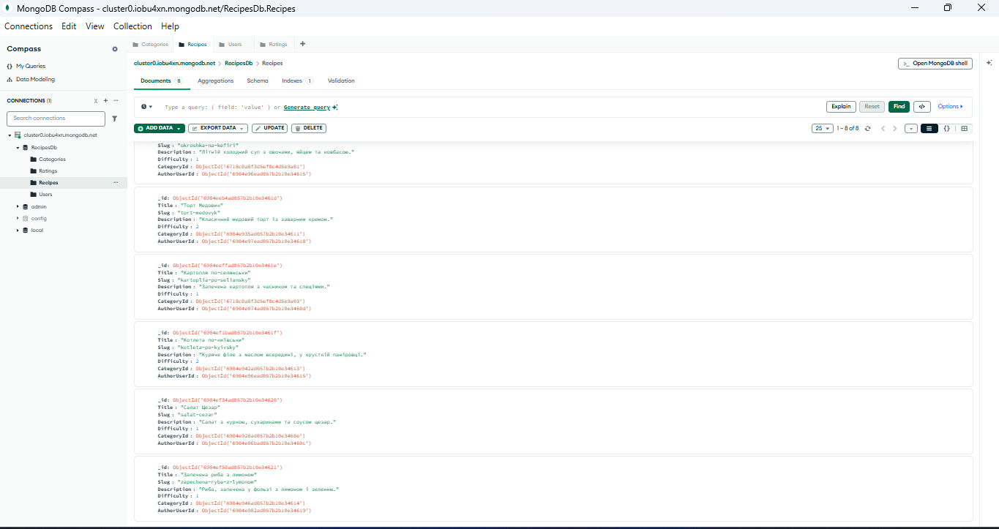 MongoDB Compass - cluster0.iobu4xn.mongodb.net/RecipesDb.Recipes
Connections Edit View Collection Help
Compass
My Queries
Data Modeling
CONNECTIONS (1)
Search connections
cluster0.iobu4xn.mongodb.net
RecipesDb
Categories
Ratings
Recipes
Users
admin
config
local
Categories Recipes Users Ratings
cluster0.iobu4xn.mongodb.net > RecipesDb > Recipes
>_ Open MongoDB shell
Documents 8 Aggregations Schema Indexes 1 Validation
Type a query: { field: 'value' } or Generate query
Explain Reset Find </> Options
ADD DATA EXPORT DATA UPDATE DELETE
25 1 – 8 of 8 {}
Slug : "okroshka-na-kefiri"
Description : "Літній холодний суп з овочами, яйцем та ковбасою."
Difficulty : 1
CategoryId : ObjectId('6718c0a8f3d5ef0c4d5e9a01')
AuthorUserId : ObjectId('6904e96ead057b2b10e34615')
_id: ObjectId('6904eeb4ad057b2b10e3461d')
Title : "Торт Медовик"
Slug : "tort-medovyk"
Description : "Класичний медовий торт із заварним кремом."
Difficulty : 2
CategoryId : ObjectId('6904e935ad057b2b10e34611')
AuthorUserId : ObjectId('6904e97ead057b2b10e34618')
_id: ObjectId('6904eeffad057b2b10e3461e')
Title : "Картопля по-селянськи"
Slug : "kartoplia-po-seliansky"
Description : "Запечена картопля з часником та спеціями."
Difficulty : 1
CategoryId : ObjectId('6718c0a8f3d5ef0c4d5e9a03')
AuthorUserId : ObjectId('6904e074ad057b2b10e3460d')
_id: ObjectId('6904ef1bad057b2b10e3461f')
Title : "Котлета по-київськи"
Slug : "kotleta-po-kyivsky"
Description : "Куряче філе з маслом всередині, у хрусткій паніровці."
Difficulty : 2
CategoryId : ObjectId('6904e942ad057b2b10e34613')
AuthorUserId : ObjectId('6904e96ead057b2b10e34615')
_id: ObjectId('6904ef34ad057b2b10e34620')
Title : "Салат Цезар"
Slug : "salat-cezar"
Description : "Салат з куркою, сухариками та соусом цезар."
Difficulty : 1
CategoryId : ObjectId('6904e920ad057b2b10e3460e')
AuthorUserId : ObjectId('6904e06bad057b2b10e3460c')
_id: ObjectId('6904ef50ad057b2b10e34621')
Title : "Запечена риба з лимоном"
Slug : "zapechena-ryba-z-lymonom"
Description : "Риба, запечена у фользі з лимоном і зеленню."
Difficulty : 1
CategoryId : ObjectId('6904e946ad057b2b10e34614')
AuthorUserId : ObjectId('6904e982ad057b2b10e34619')